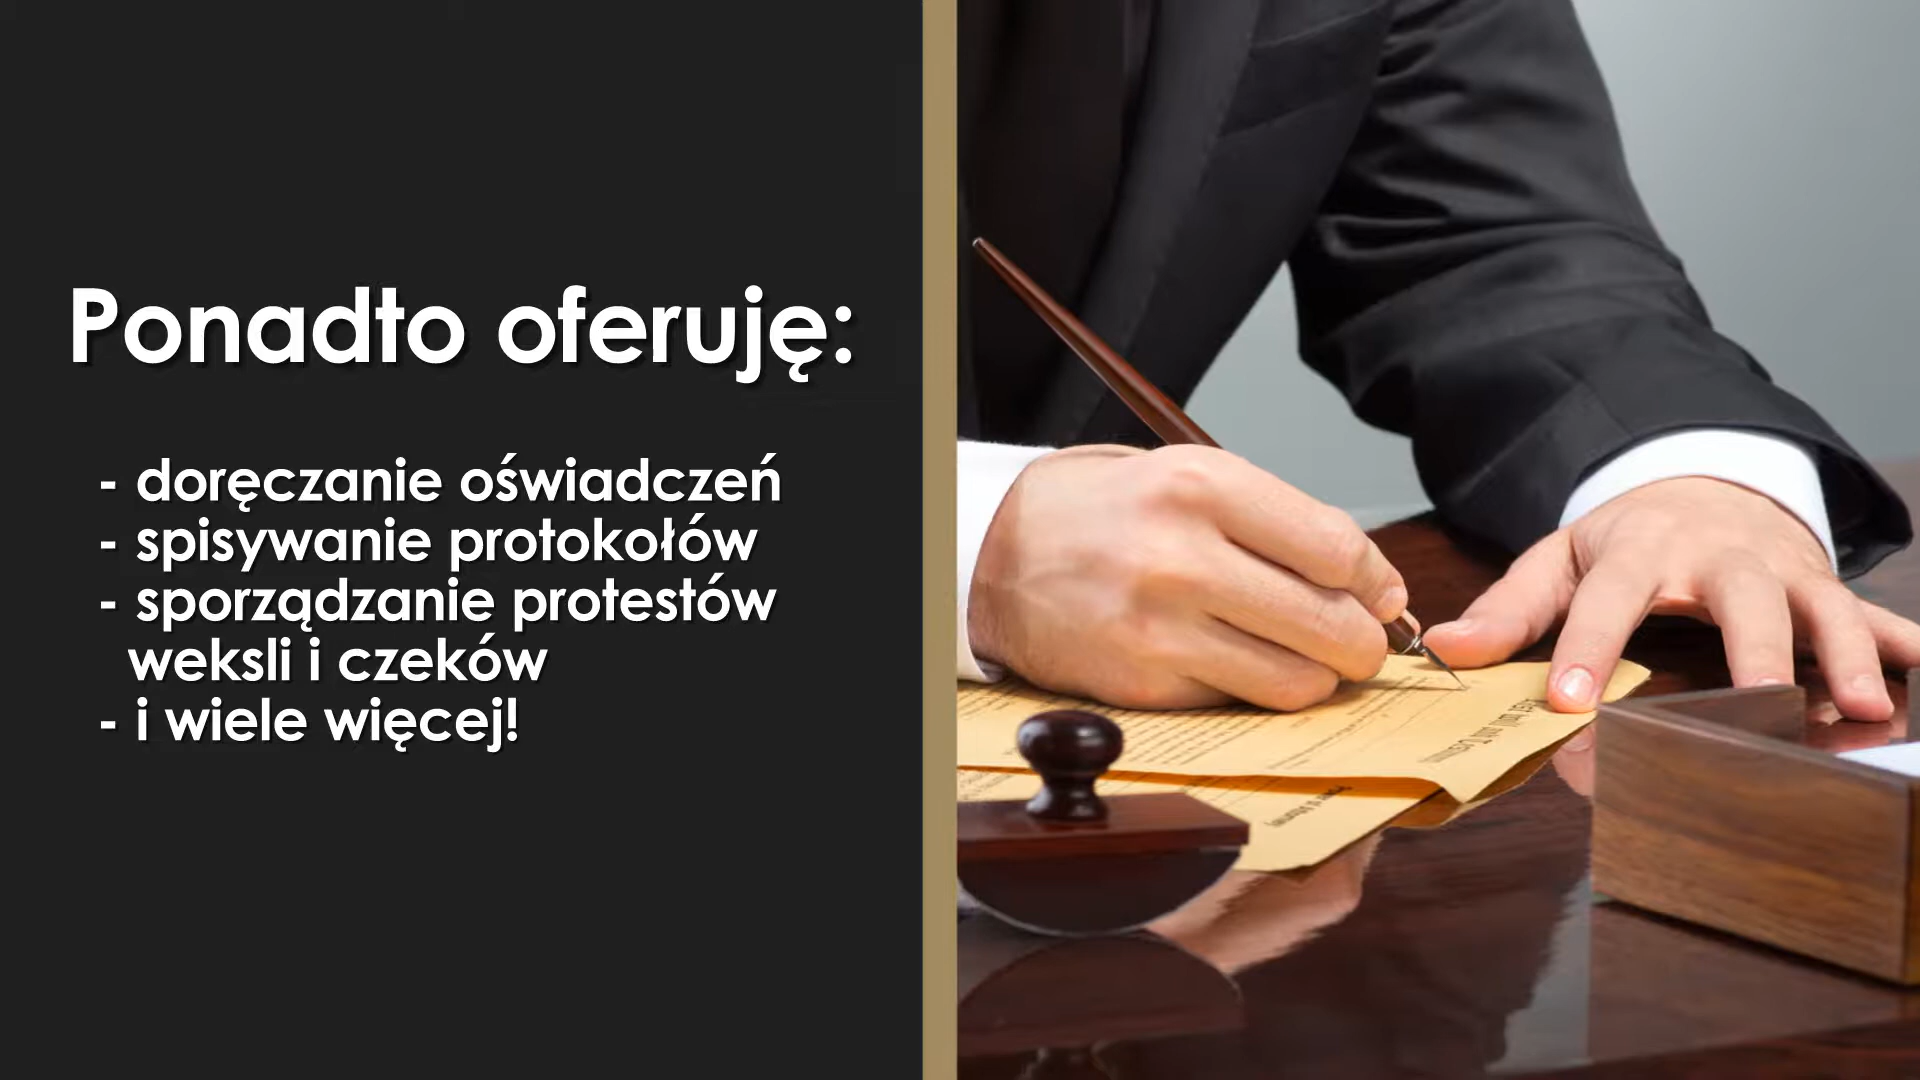 Ponadto oferuję:
- doręczanie oświadczeń
- spisywanie protokołów
- sporządzanie protestów
weksli i czeków
- i wiele więcej!